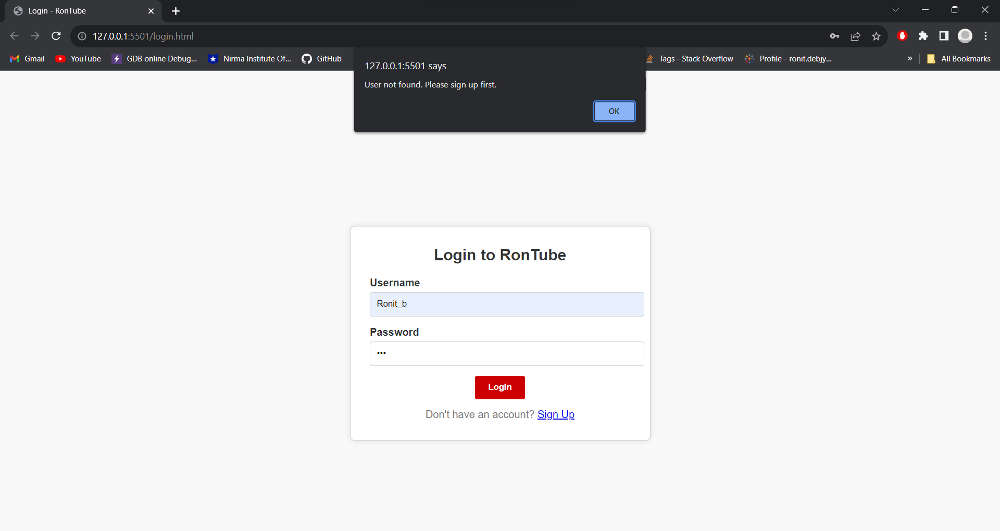 Login - RonTube
127.0.0.1:5501/login.html
Gmail YouTube GDB online Debug... Nirma Institute Of... GitHub Tags - Stack Overflow Profile - ronit.debjy... » All Bookmarks
127.0.0.1:5501 says
User not found. Please sign up first.
OK
Login to RonTube
Username
Ronit_b
Password
•••
Login
Don't have an account? Sign Up